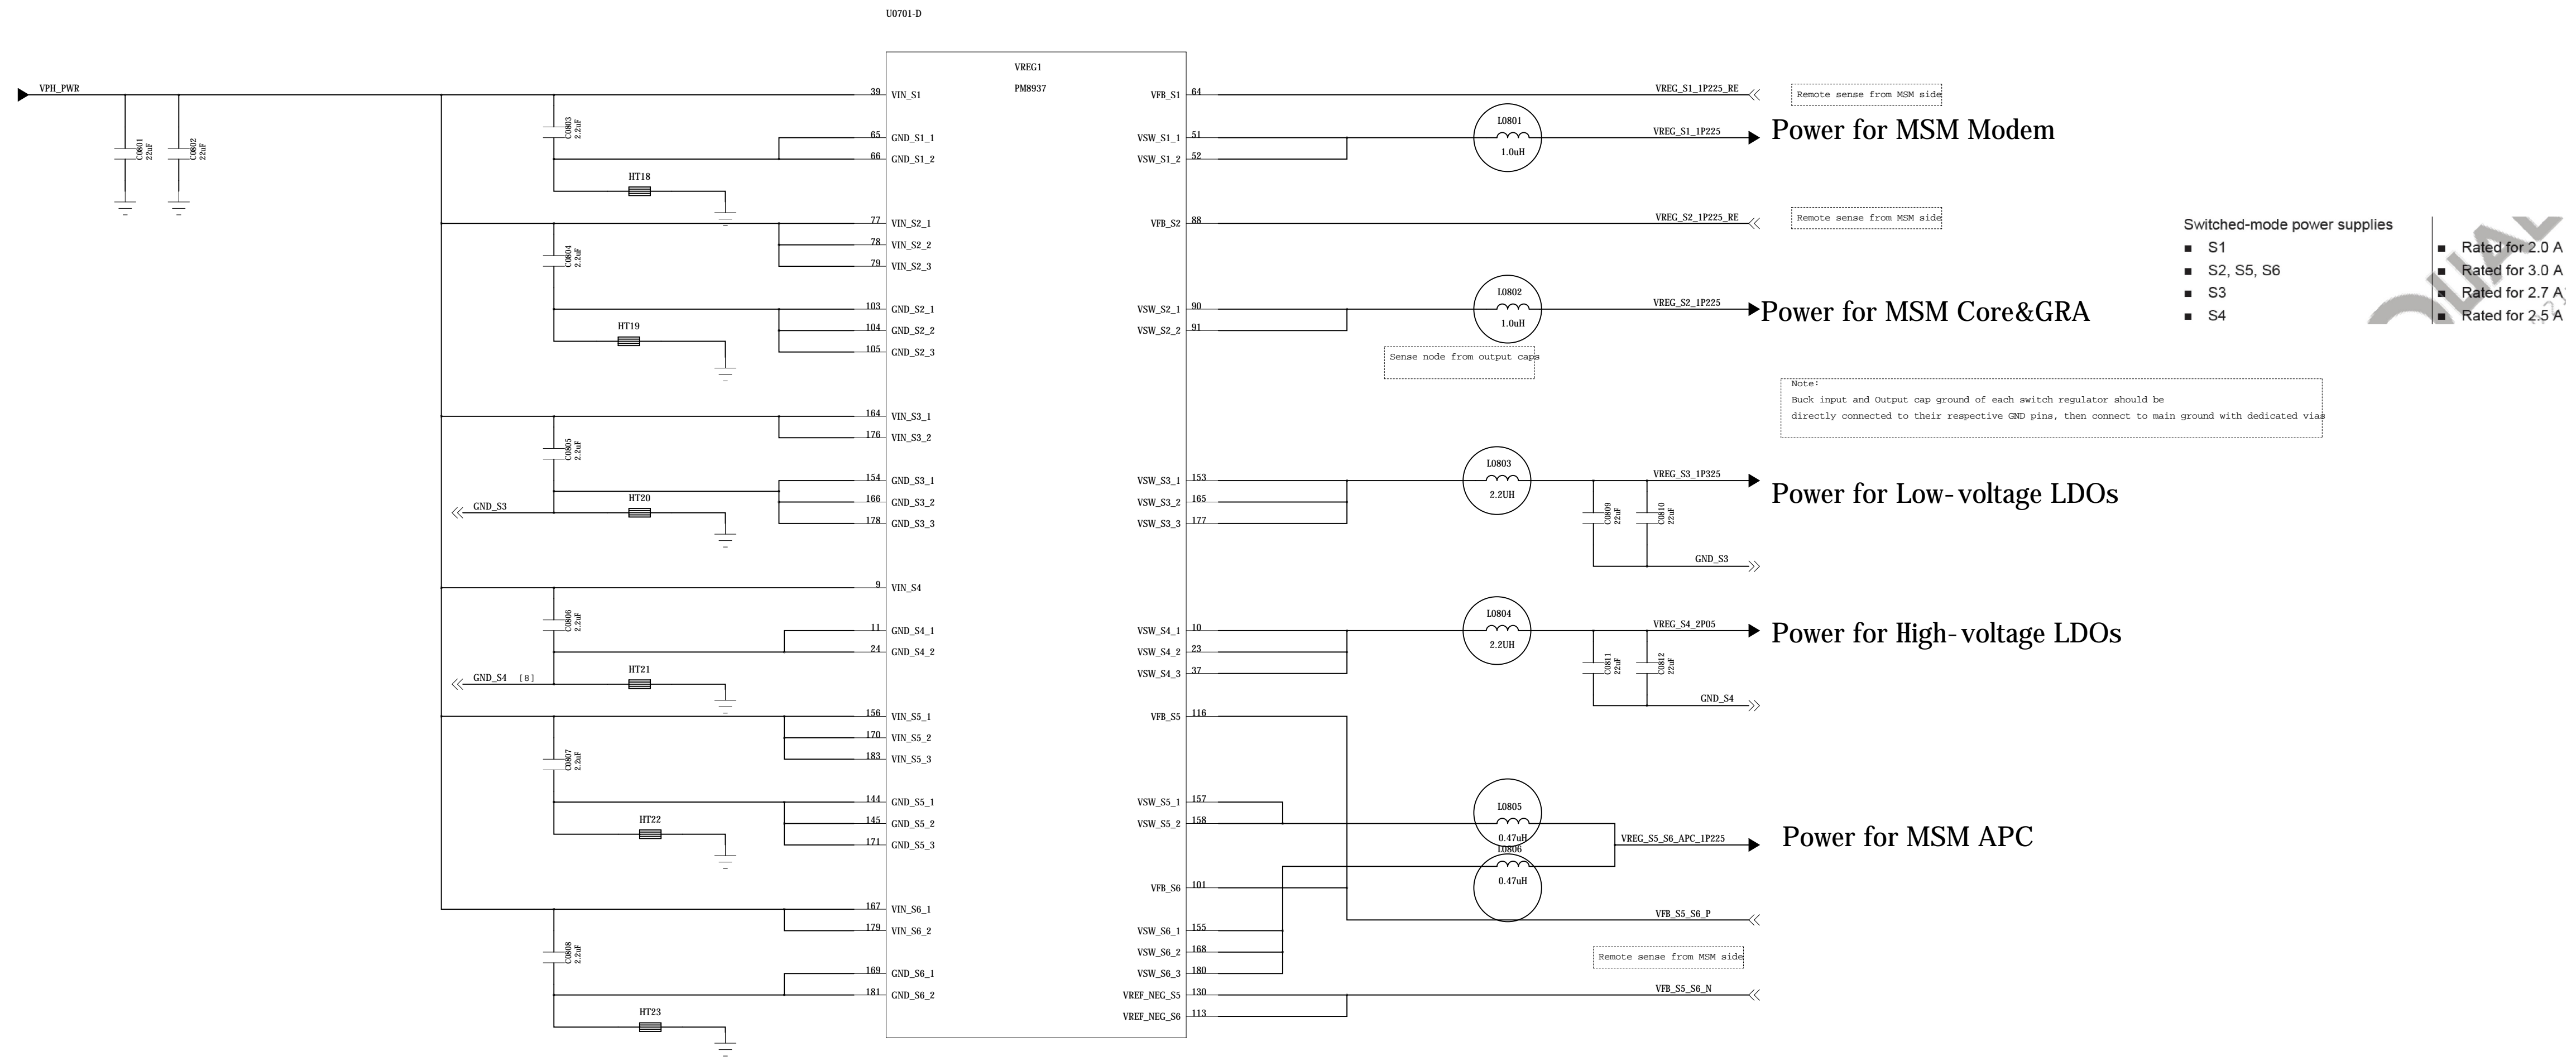 U0701-D
VREG1
PM8937
VPH_PWR
C0801
22uF
C0802
22uF
C0803
2.2uF
HT18
39 VIN_S1
65 GND_S1_1
66 GND_S1_2
C0804
2.2uF
HT19
77 VIN_S2_1
78 VIN_S2_2
79 VIN_S2_3
103 GND_S2_1
104 GND_S2_2
105 GND_S2_3
C0805
2.2uF
GND_S3
HT20
164 VIN_S3_1
176 VIN_S3_2
154 GND_S3_1
166 GND_S3_2
178 GND_S3_3
C0806
2.2uF
GND_S4 [8]
HT21
9 VIN_S4
11 GND_S4_1
24 GND_S4_2
C0807
2.2uF
HT22
156 VIN_S5_1
170 VIN_S5_2
183 VIN_S5_3
144 GND_S5_1
145 GND_S5_2
171 GND_S5_3
C0808
2.2uF
HT23
167 VIN_S6_1
179 VIN_S6_2
169 GND_S6_1
181 GND_S6_2
VFB_S1 64
VREG_S1_1P225_RE
Remote sense from MSM side
VSW_S1_1 51
VSW_S1_2 52
L0801
1.0uH
VREG_S1_1P225
Power for MSM Modem
VFB_S2 88
VREG_S2_1P225_RE
Remote sense from MSM side
VSW_S2_1 90
VSW_S2_2 91
L0802
1.0uH
VREG_S2_1P225
Power for MSM Core&GRA
Sense node from output caps
Switched-mode power supplies
■ S1 ■ Rated for 2.0 A
■ S2, S5, S6 ■ Rated for 3.0 A
■ S3 ■ Rated for 2.7 A
■ S4 ■ Rated for 2.5 A
Note:
Buck input and Output cap ground of each switch regulator should be
directly connected to their respective GND pins, then connect to main ground with dedicated vias
VSW_S3_1 153
VSW_S3_2 165
VSW_S3_3 177
L0803
2.2UH
VREG_S3_1P325
Power for Low-voltage LDOs
C0809
22uF
C0810
22uF
GND_S3
VSW_S4_1 10
VSW_S4_2 23
VSW_S4_3 37
L0804
2.2UH
VREG_S4_2P05
Power for High-voltage LDOs
C0811
22uF
C0812
22uF
GND_S4
VFB_S5 116
VSW_S5_1 157
VSW_S5_2 158
L0805
0.47uH
L0806
0.47uH
VREG_S5_S6_APC_1P225
Power for MSM APC
VFB_S6 101
VFB_S5_S6_P
VSW_S6_1 155
VSW_S6_2 168
VSW_S6_3 180
Remote sense from MSM side
VREF_NEG_S5 130
VREF_NEG_S6 113
VFB_S5_S6_N